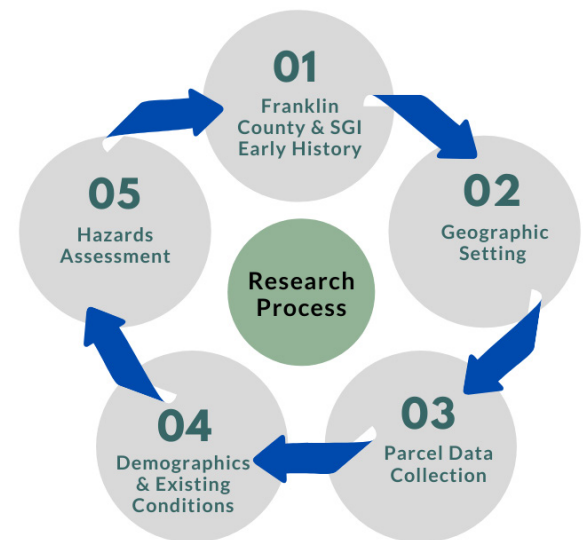 01
Franklin
County & SGI
Early History
02
Geographic
Setting
03
Parcel Data
Collection
04
Demographics
& Existing
Conditions
05
Hazards
Assessment
Research
Process